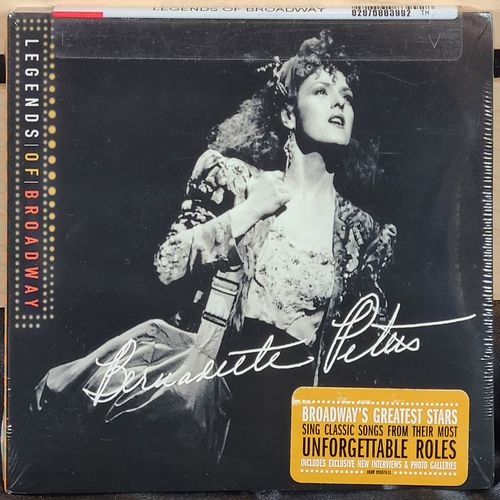 LEGENDS OF BROADWAY
TH
LEGENDS|OF|BROADWAY
Bernadette Peters
BROADWAY'S GREATEST STARS
SING CLASSIC SONGS FROM THEIR MOST
UNFORGETTABLE ROLES
INCLUDES EXCLUSIVE NEW INTERVIEWS & PHOTO GALLERIES